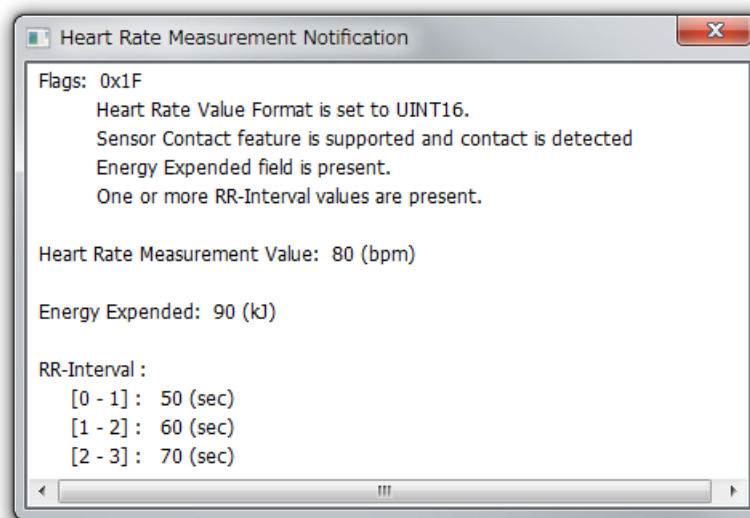 Heart Rate Measurement Notification
Flags: 0x1F
Heart Rate Value Format is set to UINT16.
Sensor Contact feature is supported and contact is detected
Energy Expended field is present.
One or more RR-Interval values are present.
Heart Rate Measurement Value: 80 (bpm)
Energy Expended: 90 (kJ)
RR-Interval :
[0 - 1] : 50 (sec)
[1 - 2] : 60 (sec)
[2 - 3] : 70 (sec)